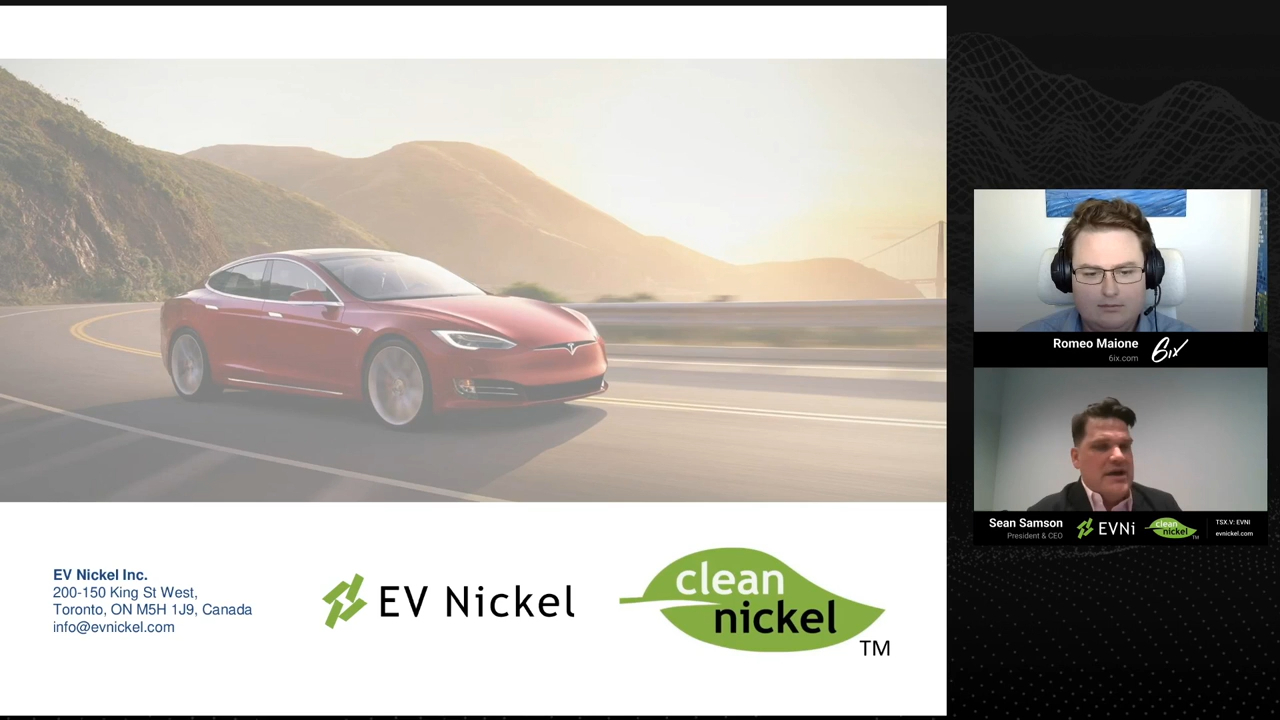 EV Nickel Inc.
200-150 King St West,
Toronto, ON M5H 1J9, Canada
info@evnickel.com
EV Nickel
clean
nickel
TM
Romeo Maione
6ix.com
6ix
Sean Samson
President & CEO
EVNi
clean
nickel
TM
TSX.V: EVNI
evnickel.com